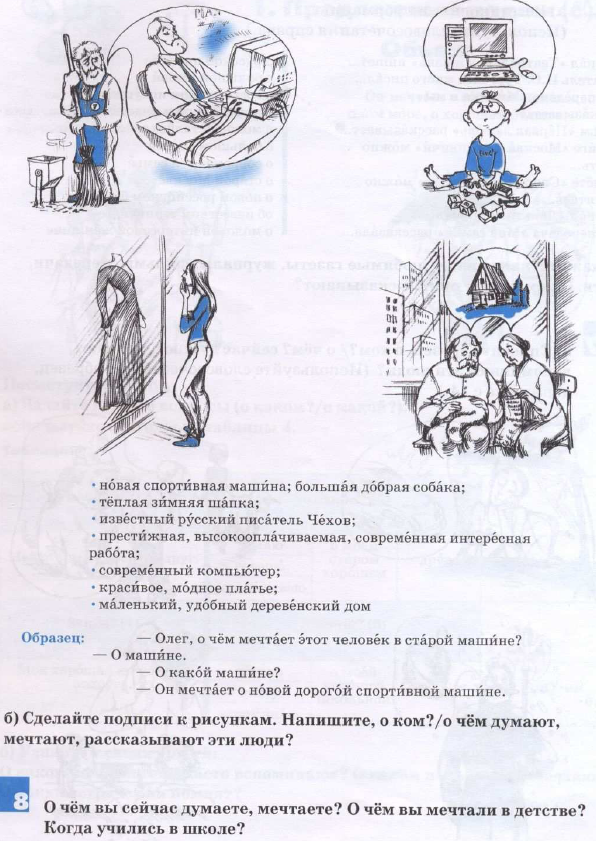 • но́вая спорти́вная маши́на; больша́я до́брая соба́ка;
• тёплая зи́мняя ша́пка;
• изве́стный ру́сский писа́тель Че́хов;
• прести́жная, высокоопла́чиваемая, совреме́нная интере́сная
рабо́та;
• совреме́нный компью́тер;
• краси́вое, мо́дное пла́тье;
• ма́ленький, удо́бный дереве́нский дом
Образец: — Олег, о чём мечта́ет э́тот челове́к в ста́рой маши́не?
— О маши́не.
— О како́й маши́не?
— Он мечта́ет о но́вой дорого́й спорти́вной маши́не.
б) Сделайте подписи к рисункам. Напишите, о ком?/о чём думают,
мечтают, рассказывают эти люди?
8
О чём вы сейчас думаете, мечтаете? О чём вы мечтали в детстве?
Когда учились в школе?